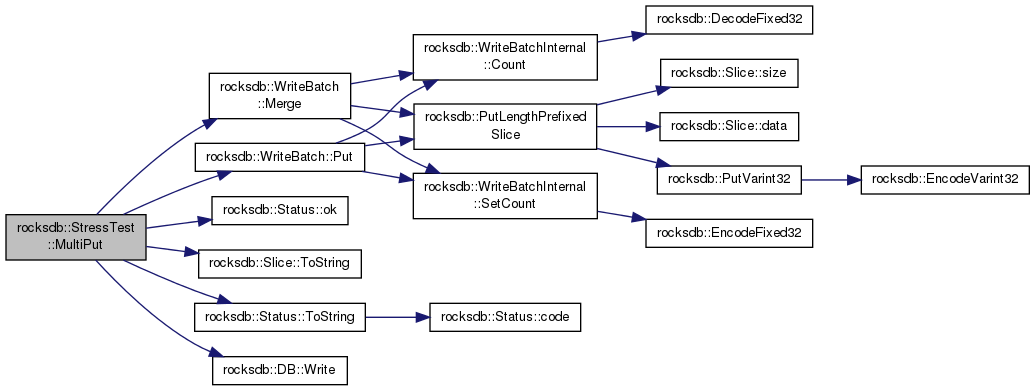 rocksdb::StressTest
::MultiPut
rocksdb::WriteBatch
::Merge
rocksdb::WriteBatch::Put
rocksdb::Status::ok
rocksdb::Slice::ToString
rocksdb::Status::ToString
rocksdb::DB::Write
rocksdb::WriteBatchInternal
::Count
rocksdb::PutLengthPrefixed
Slice
rocksdb::WriteBatchInternal
::SetCount
rocksdb::Status::code
rocksdb::DecodeFixed32
rocksdb::Slice::size
rocksdb::Slice::data
rocksdb::PutVarint32
rocksdb::EncodeFixed32
rocksdb::EncodeVarint32